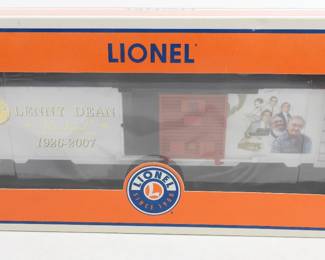 LIONEL
LENNY DEAN
1926-2007
LIONEL
L
SINCE 1900